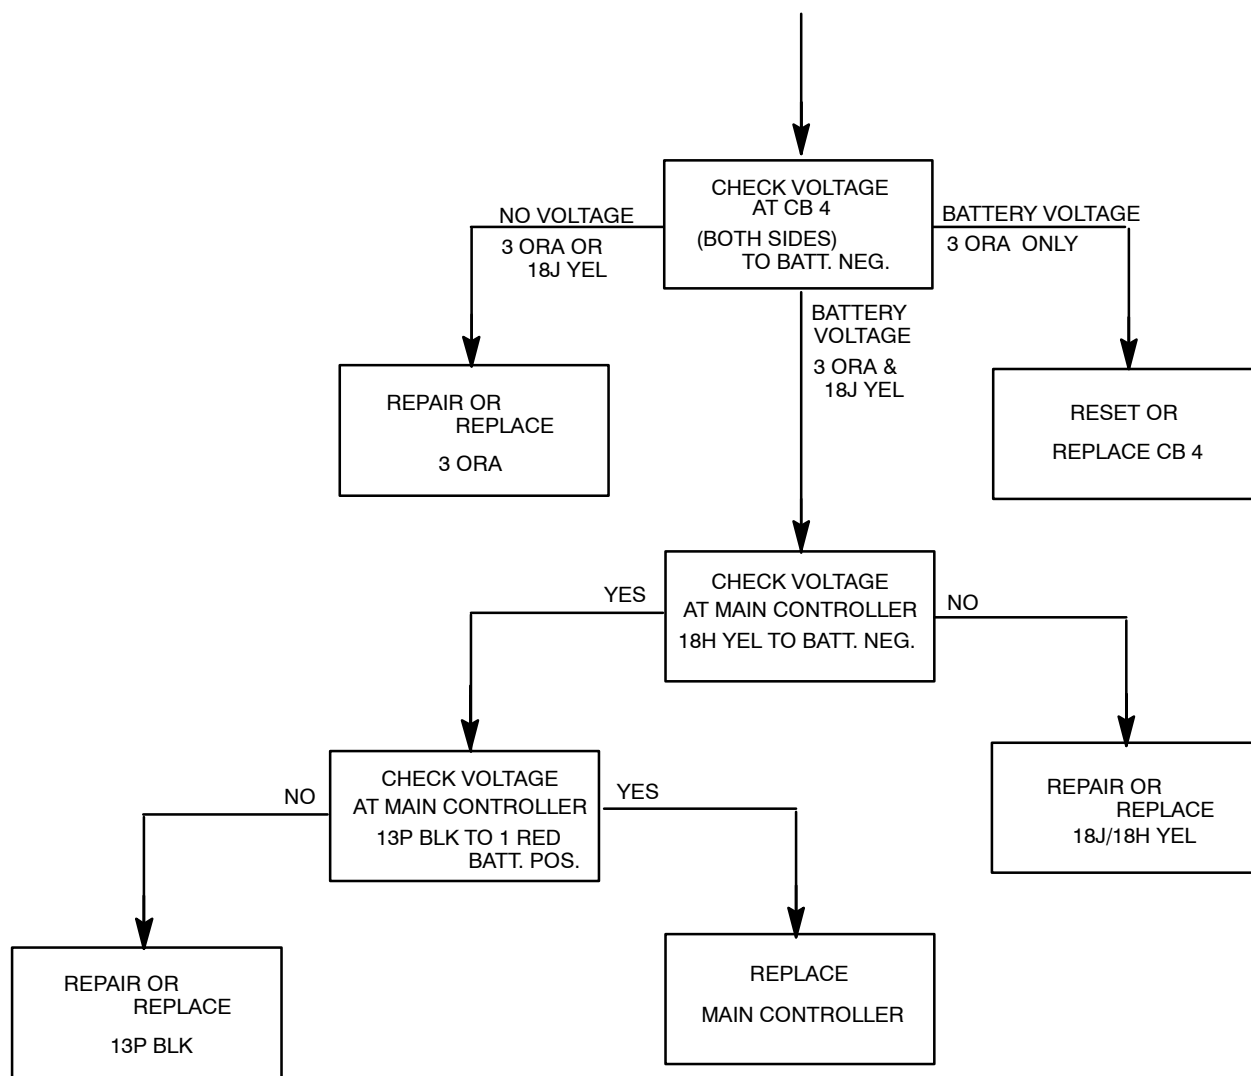 CHECK VOLTAGE
AT CB 4
(BOTH SIDES)
TO BATT. NEG.
NO VOLTAGE
3 ORA OR
18J YEL
BATTERY VOLTAGE
3 ORA ONLY
BATTERY
VOLTAGE
3 ORA &
18J YEL
REPAIR OR
REPLACE
3 ORA
RESET OR
REPLACE CB 4
CHECK VOLTAGE
AT MAIN CONTROLLER
18H YEL TO BATT. NEG.
YES
NO
CHECK VOLTAGE
AT MAIN CONTROLLER
13P BLK TO 1 RED
BATT. POS.
NO
YES
REPAIR OR
REPLACE
18J/18H YEL
REPAIR OR
REPLACE
13P BLK
REPLACE
MAIN CONTROLLER